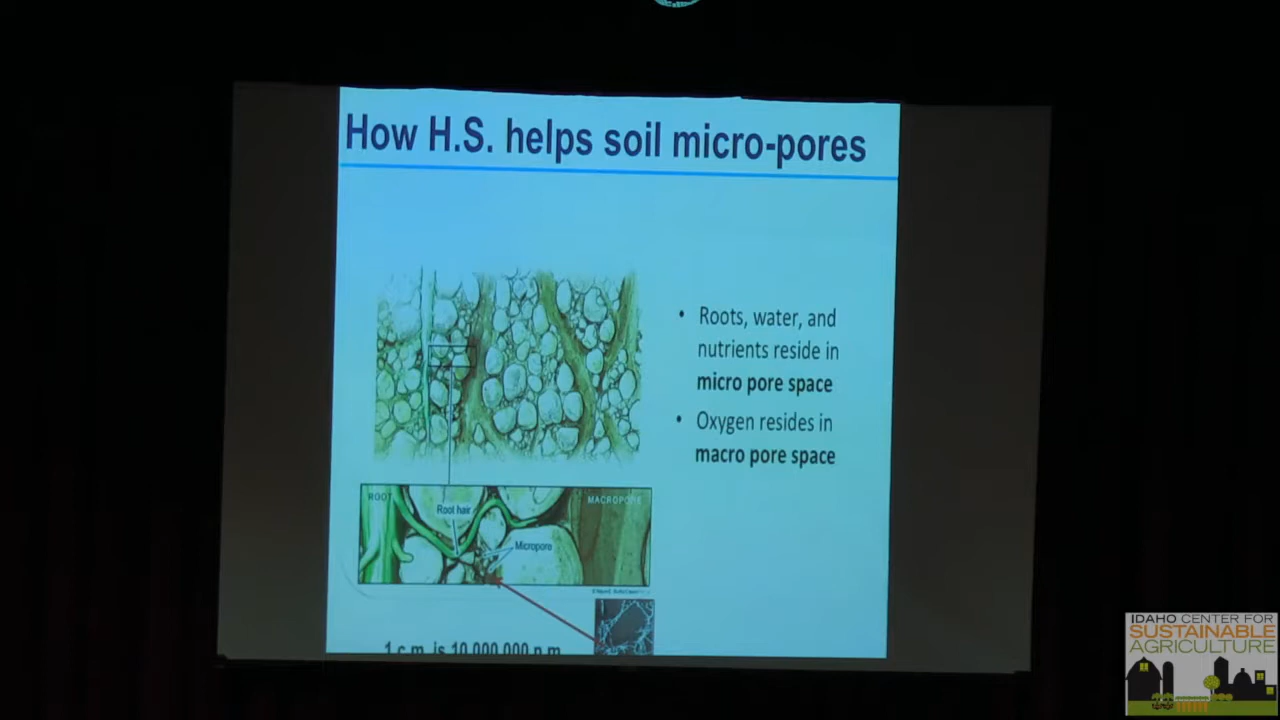 How H.S. helps soil micro-pores
• Roots, water, and
nutrients reside in
micro pore space
• Oxygen resides in
macro pore space
ROOT
MACROPORE
Root hair
Micropore
1 c.m. is 10,000,000 n.m.
IDAHO CENTER FOR
SUSTAINABLE
AGRICULTURE